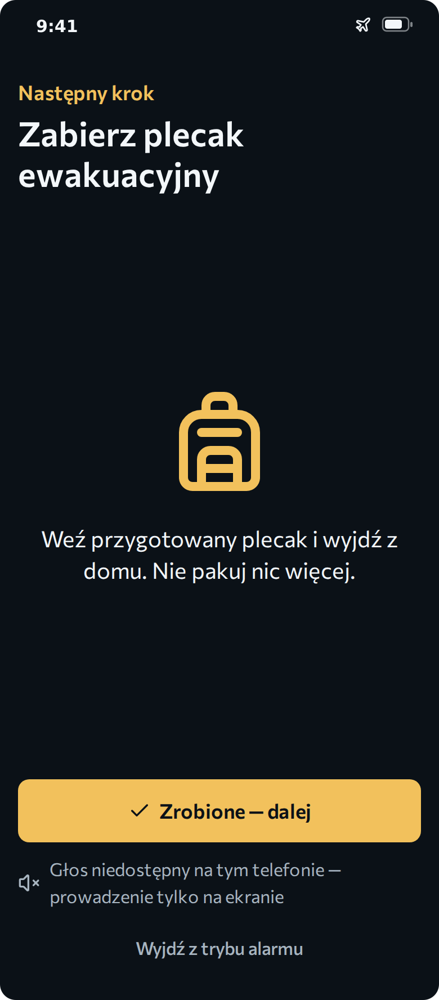 9:41
Następny krok
Zabierz plecak
ewakuacyjny
Weź przygotowany plecak i wyjdź z
domu. Nie pakuj nic więcej.
Zrobione — dalej
Głos niedostępny na tym telefonie —
prowadzenie tylko na ekranie
Wyjdź z trybu alarmu